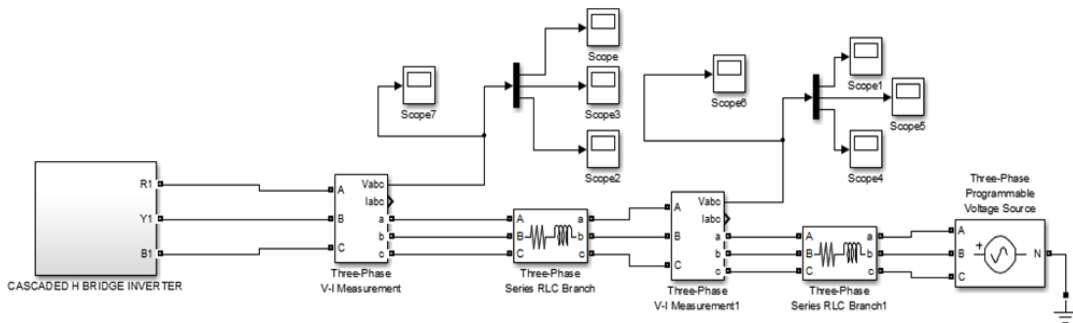 Scope
Scope7
Scope3
Scope2
Scope6
Scope1
Scope5
Scope4
R1
Y1
B1
CASCADED H BRIDGE INVERTER
A
B
C
Vabc
Iabc
a
b
c
Three-Phase
V-I Measurement
A
B
C
a
b
c
Three-Phase
Series RLC Branch
A
B
C
Vabc
Iabc
a
b
c
Three-Phase
V-I Measurement1
A
B
C
a
b
c
Three-Phase
Series RLC Branch1
Three-Phase
Programmable
Voltage Source
A
B
C
N